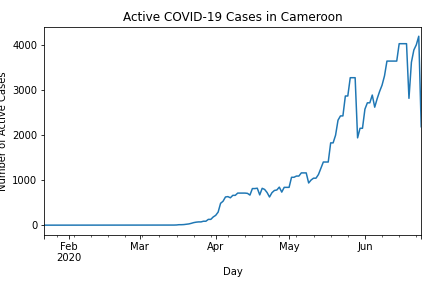 Active COVID-19 Cases in Cameroon
Number of Active Cases
4000
3000
2000
1000
0
Feb
2020
Mar
Apr
May
Jun
Day